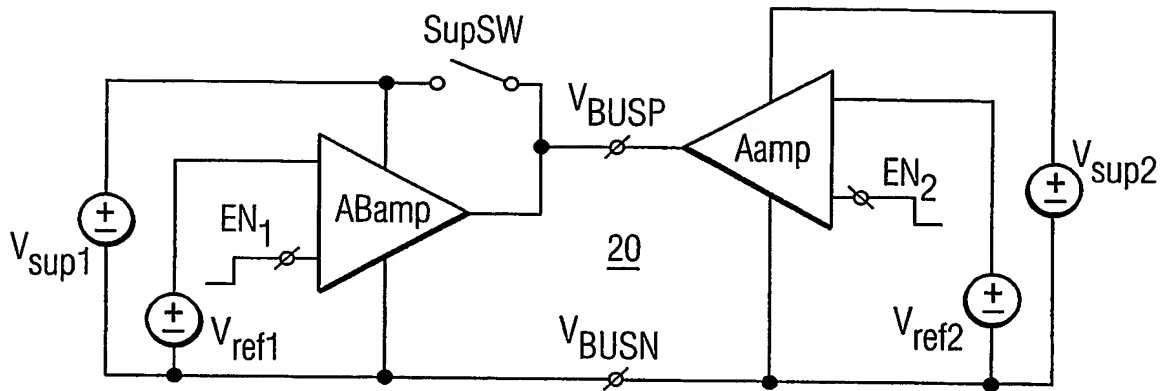 SupSW
V_BUSP
Aamp
V_sup2
EN_2
ABamp
EN_1
V_sup1
20
V_ref1
V_ref2
V_BUSN